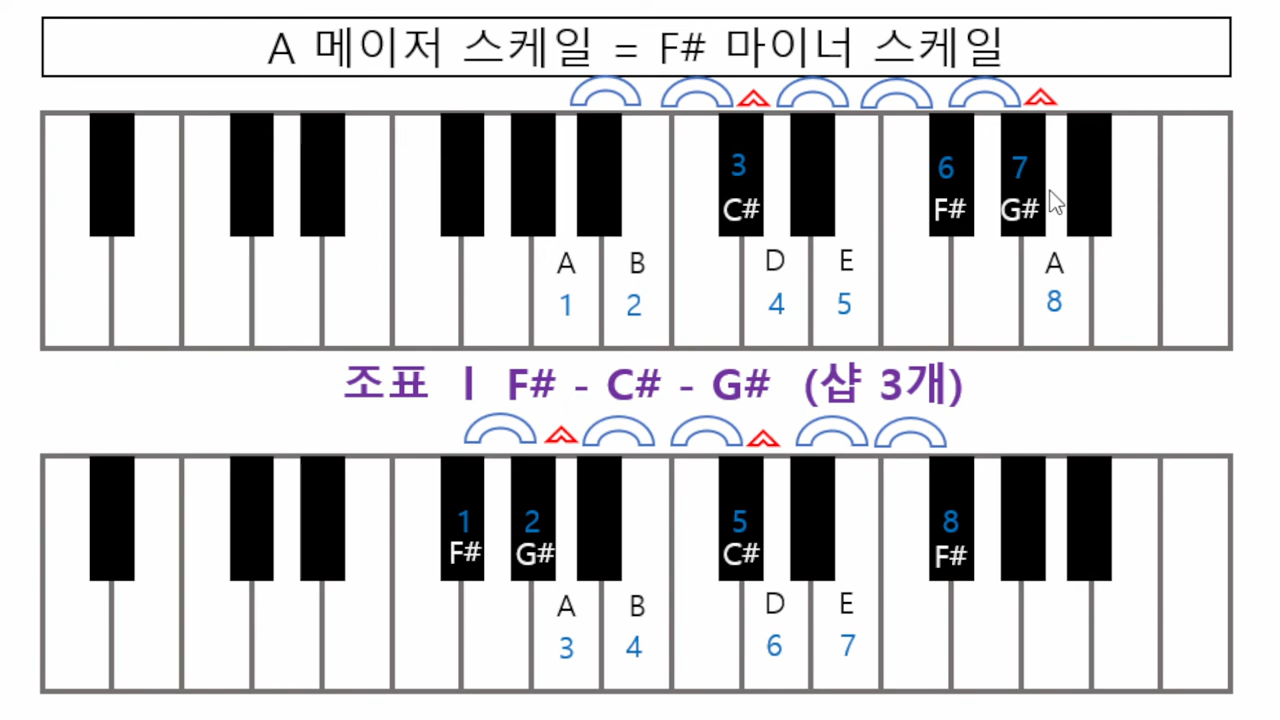 A 메이저 스케일 = F# 마이너 스케일
3 6 7
C# F# G#
A B D E A
1 2 4 5 8
조표 | F# - C# - G# (샵 3개)
1 2 5 8
F# G# C# F#
A B D E
3 4 6 7